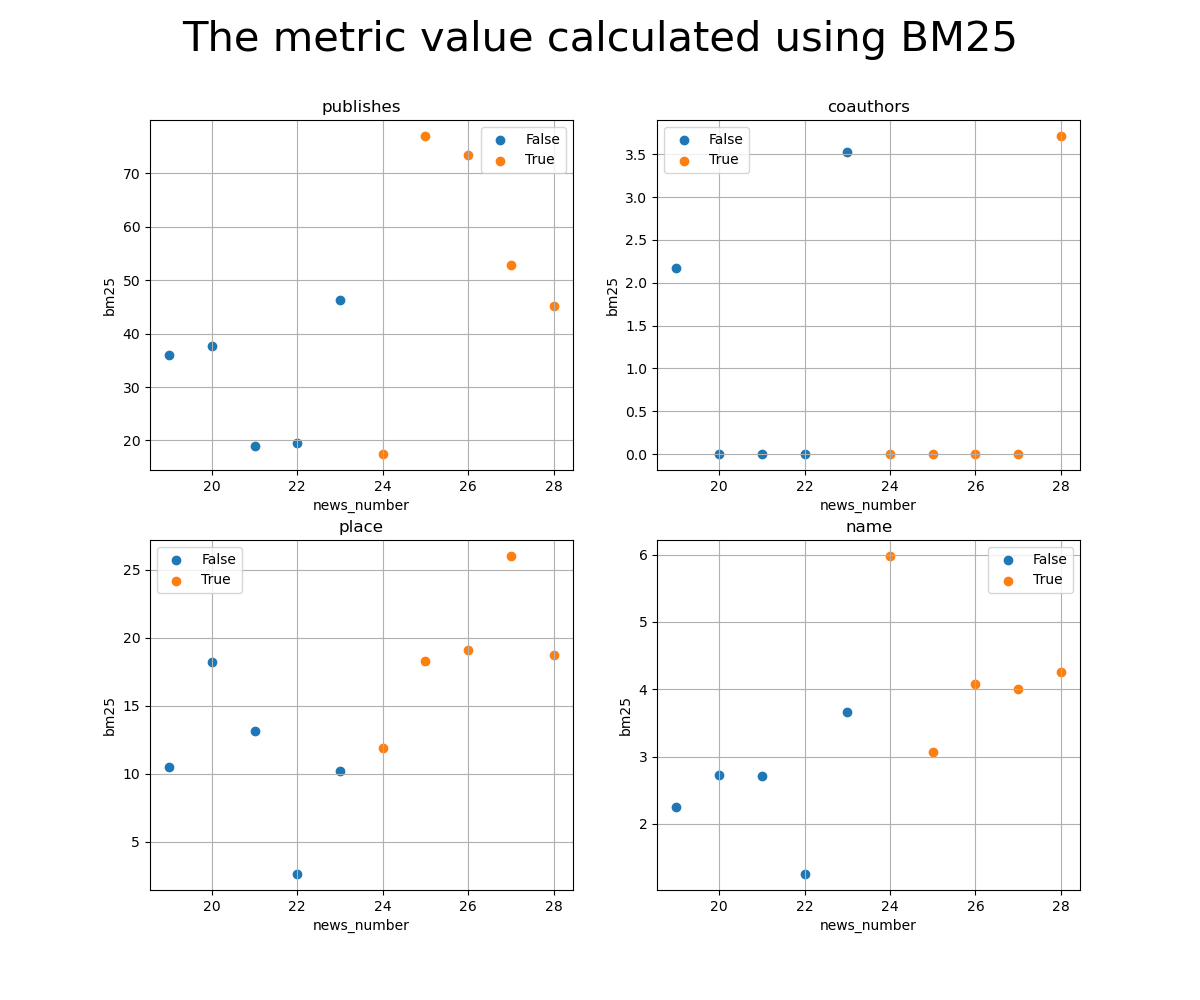 The metric value calculated using BM25
publishes
False
True
70
60
50
40
30
20
bm25
20 22 24 26 28
news_number
coauthors
False
True
3.5
3.0
2.5
2.0
1.5
1.0
0.5
0.0
bm25
20 22 24 26 28
news_number
place
False
True
25
20
15
10
5
bm25
20 22 24 26 28
news_number
name
False
True
6
5
4
3
2
bm25
20 22 24 26 28
news_number